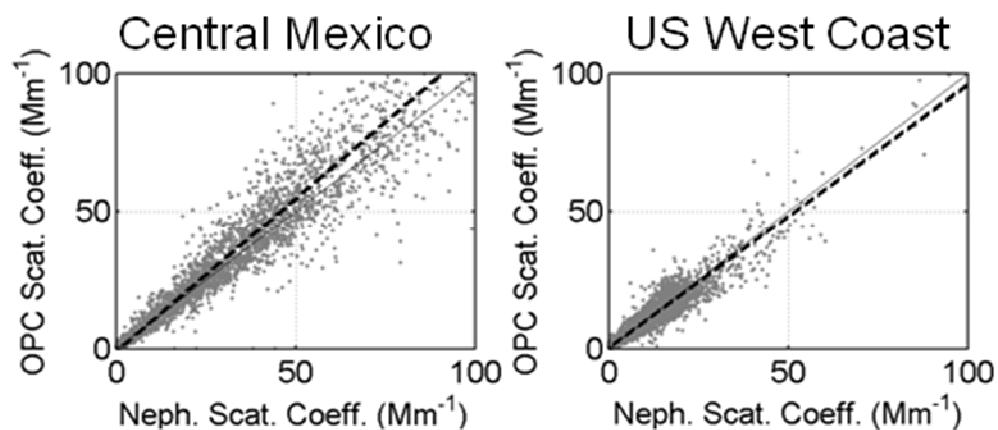 Central Mexico
OPC Scat. Coeff. (Mm⁻¹)
100
50
0
0 50 100
Neph. Scat. Coeff. (Mm⁻¹)
US West Coast
OPC Scat. Coeff. (Mm⁻¹)
100
50
0
0 50 100
Neph. Scat. Coeff. (Mm⁻¹)